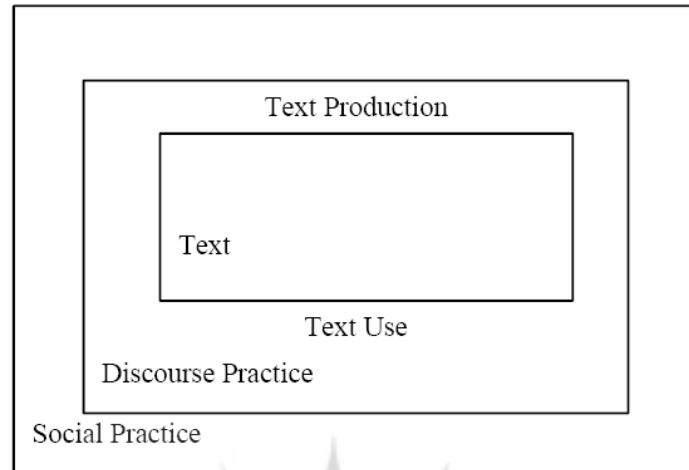 Text Production
Text
Text Use
Discourse Practice
Social Practice